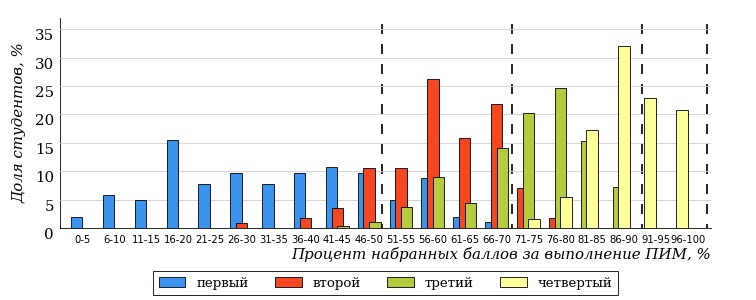 Доля студентов, %
35
30
25
20
15
10
5
0
0-5 6-10 11-15 16-20 21-25 26-30 31-35 36-40 41-45 46-50 51-55 56-60 61-65 66-70 71-75 76-80 81-85 86-90 91-95 96-100
Процент набранных баллов за выполнение ПИМ, %
первый второй третий четвертый